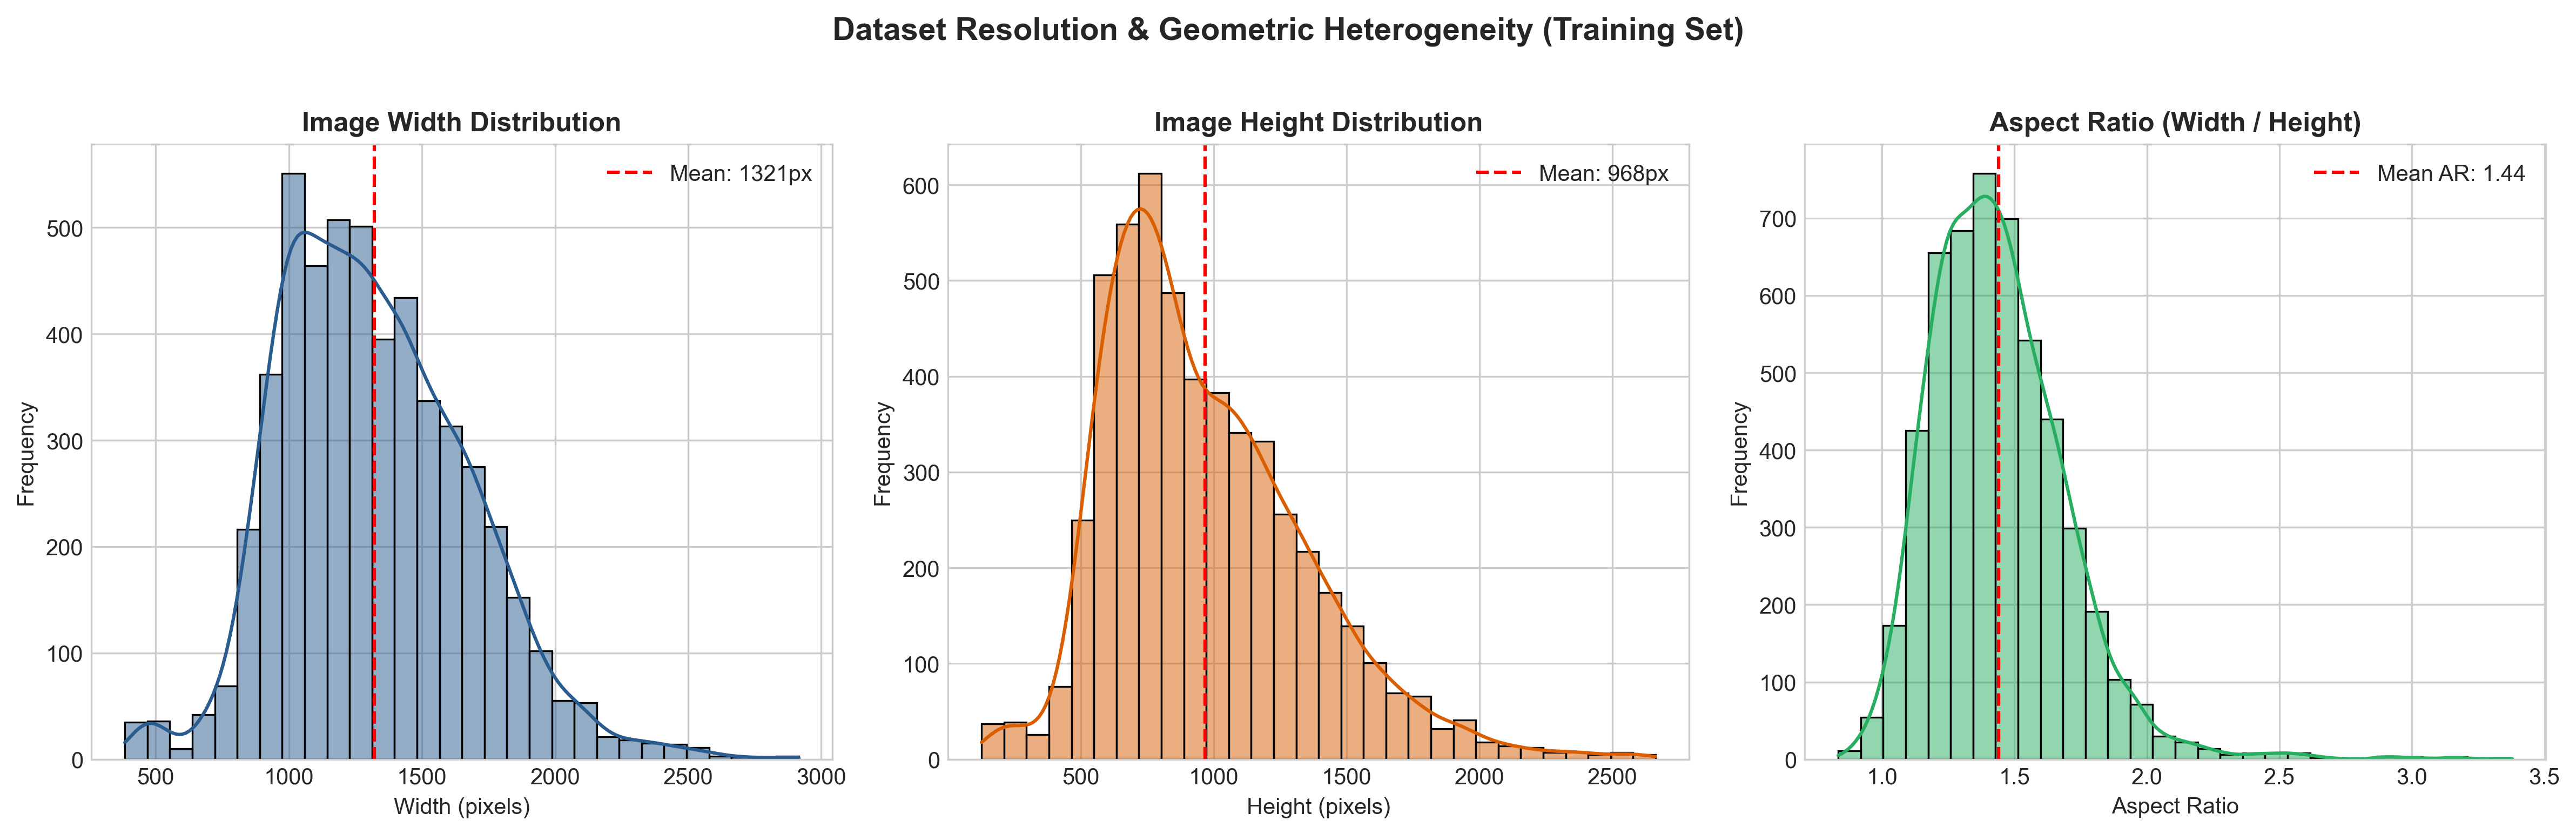 Dataset Resolution & Geometric Heterogeneity (Training Set)
Image Width Distribution
Mean: 1321px
Frequency
500
400
300
200
100
0
500
1000
1500
2000
2500
3000
Width (pixels)
Image Height Distribution
Mean: 968px
Frequency
600
500
400
300
200
100
0
500
1000
1500
2000
2500
Height (pixels)
Aspect Ratio (Width / Height)
Mean AR: 1.44
Frequency
700
600
500
400
300
200
100
0
1.0
1.5
2.0
2.5
3.0
3.5
Aspect Ratio